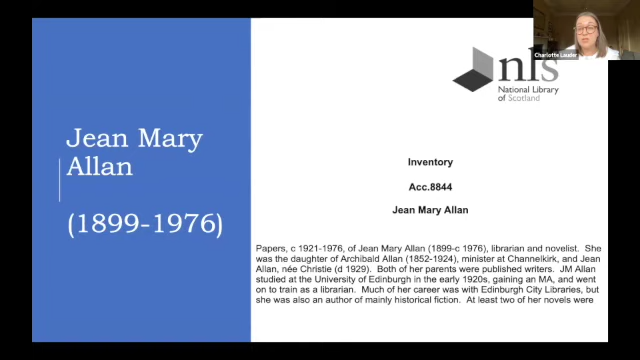 Jean Mary
Allan
(1899-1976)
nls
National Library
of Scotland
Charlotte Lauder
Inventory
Acc.8844
Jean Mary Allan
Papers, c 1921-1976, of Jean Mary Allan (1899-c 1976), librarian and novelist. She
was the daughter of Archibald Allan (1852-1924), minister at Channelkirk, and Jean
Allan, née Christie (d 1929). Both of her parents were published writers. JM Allan
studied at the University of Edinburgh in the early 1920s, gaining an MA, and went
on to train as a librarian. Much of her career was with Edinburgh City Libraries, but
she was also an author of mainly historical fiction. At least two of her novels were